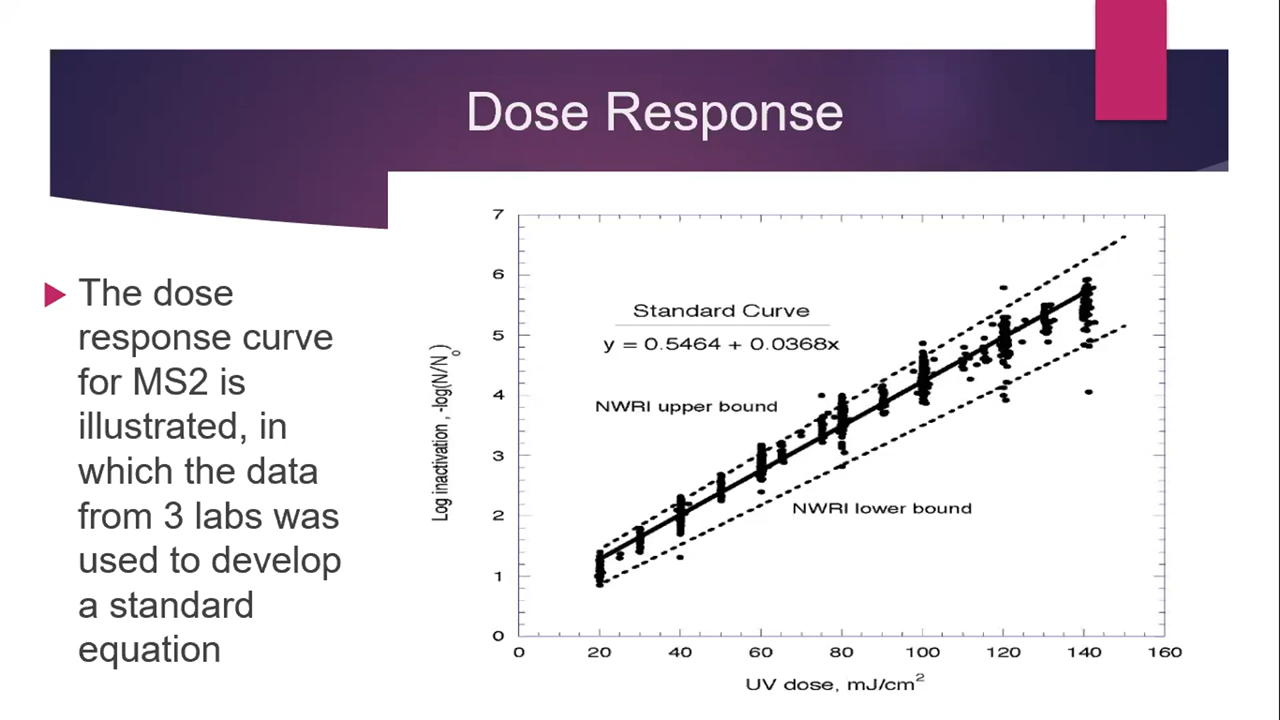 Dose Response
The dose
response curve
for MS2 is
illustrated, in
which the data
from 3 labs was
used to develop
a standard
equation
7
6
5
4
3
2
1
0
Log inactivation , -log(N/N₀)
Standard Curve
y = 0.5464 + 0.0368x
NWRI upper bound
NWRI lower bound
0 20 40 60 80 100 120 140 160
UV dose, mJ/cm²